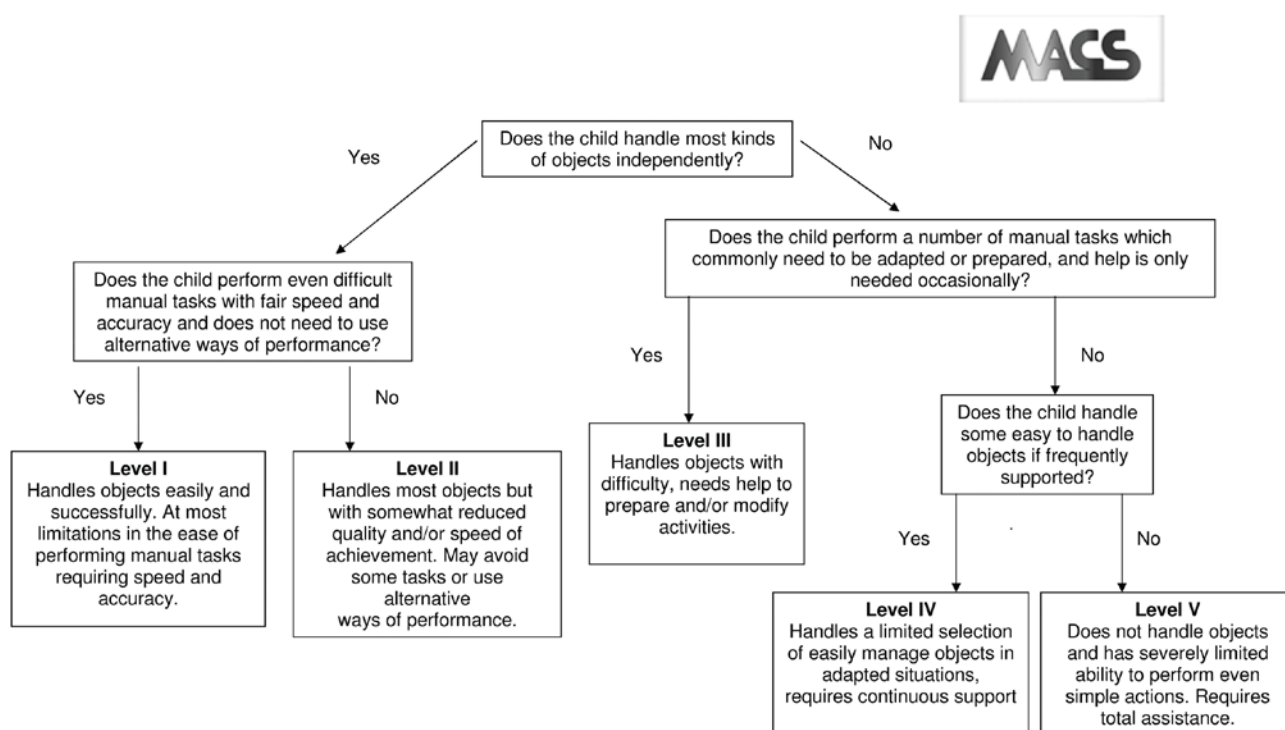 MACS
Does the child handle most kinds
of objects independently?
Yes
No
Does the child perform a number of manual tasks which
commonly need to be adapted or prepared, and help is only
needed occasionally?
Does the child perform even difficult
manual tasks with fair speed and
accuracy and does not need to use
alternative ways of performance?
Yes
No
Yes
No
Does the child handle
some easy to handle
objects if frequently
supported?
Level I
Handles objects easily and
successfully. At most
limitations in the ease of
performing manual tasks
requiring speed and
accuracy.
Level II
Handles most objects but
with somewhat reduced
quality and/or speed of
achievement. May avoid
some tasks or use
alternative
ways of performance.
Level III
Handles objects with
difficulty, needs help to
prepare and/or modify
activities.
Yes
No
Level IV
Handles a limited selection
of easily manage objects in
adapted situations,
requires continuous support
Level V
Does not handle objects
and has severely limited
ability to perform even
simple actions. Requires
total assistance.